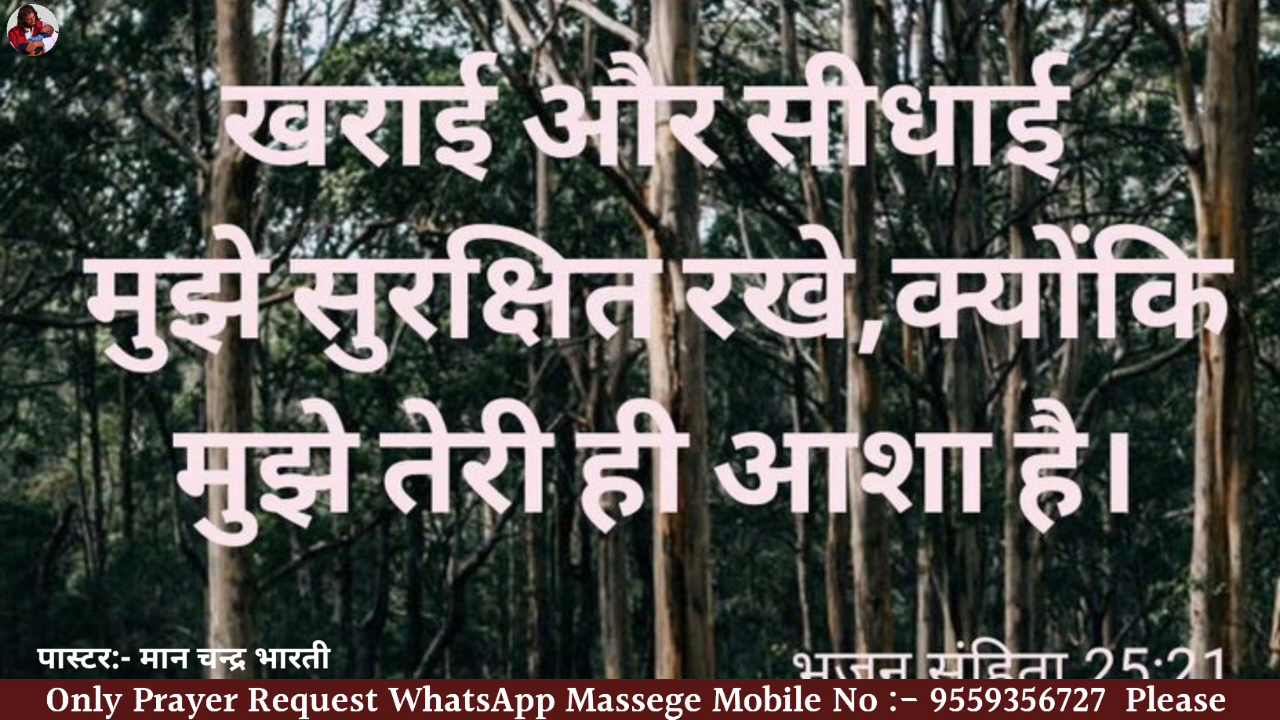 खराई और सीधाई
मुझे सुरक्षित रखे,क्योंकि
मुझे तेरी ही आशा है।
पास्टर:- मान चन्द्र भारती
भजन संहिता 25:21
Only Prayer Request WhatsApp Massege Mobile No :- 9559356727 Please